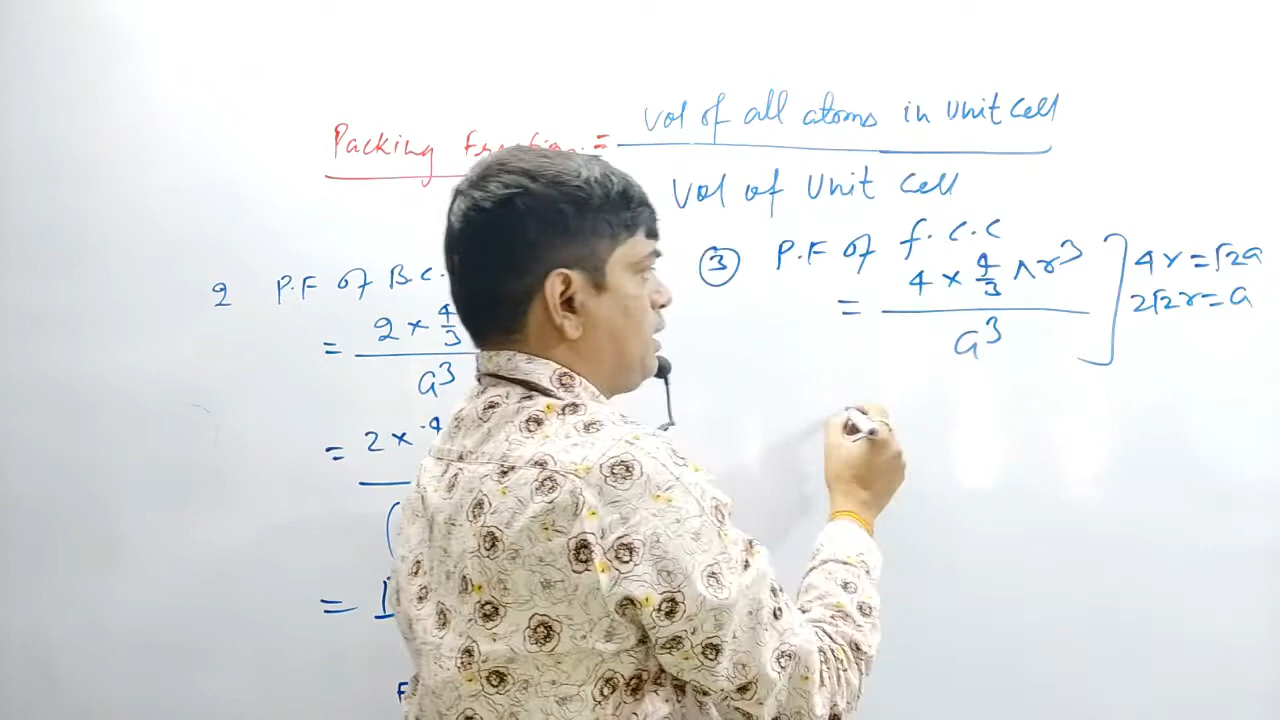 Packing = Vol of all atoms in Unit Cell
Vol of Unit Cell
2 P.F of B.C.
= 2 × 4/3
a³
= 2 × 4
(
=
③ P.F of f.C.C
= 4 × 4/3 πr³
a³
] 4r = √2a
2√2r = a